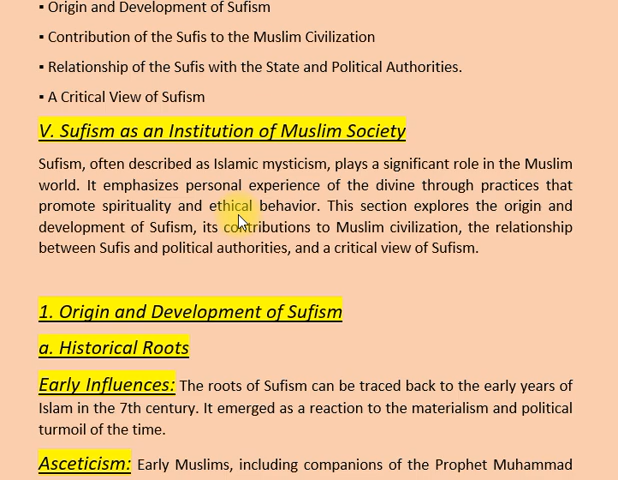 ▪ Origin and Development of Sufism
▪ Contribution of the Sufis to the Muslim Civilization
▪ Relationship of the Sufis with the State and Political Authorities.
▪ A Critical View of Sufism
V. Sufism as an Institution of Muslim Society
Sufism, often described as Islamic mysticism, plays a significant role in the Muslim
world. It emphasizes personal experience of the divine through practices that
promote spirituality and ethical behavior. This section explores the origin and
development of Sufism, its contributions to Muslim civilization, the relationship
between Sufis and political authorities, and a critical view of Sufism.
1. Origin and Development of Sufism
a. Historical Roots
Early Influences: The roots of Sufism can be traced back to the early years of
Islam in the 7th century. It emerged as a reaction to the materialism and political
turmoil of the time.
Asceticism: Early Muslims, including companions of the Prophet Muhammad